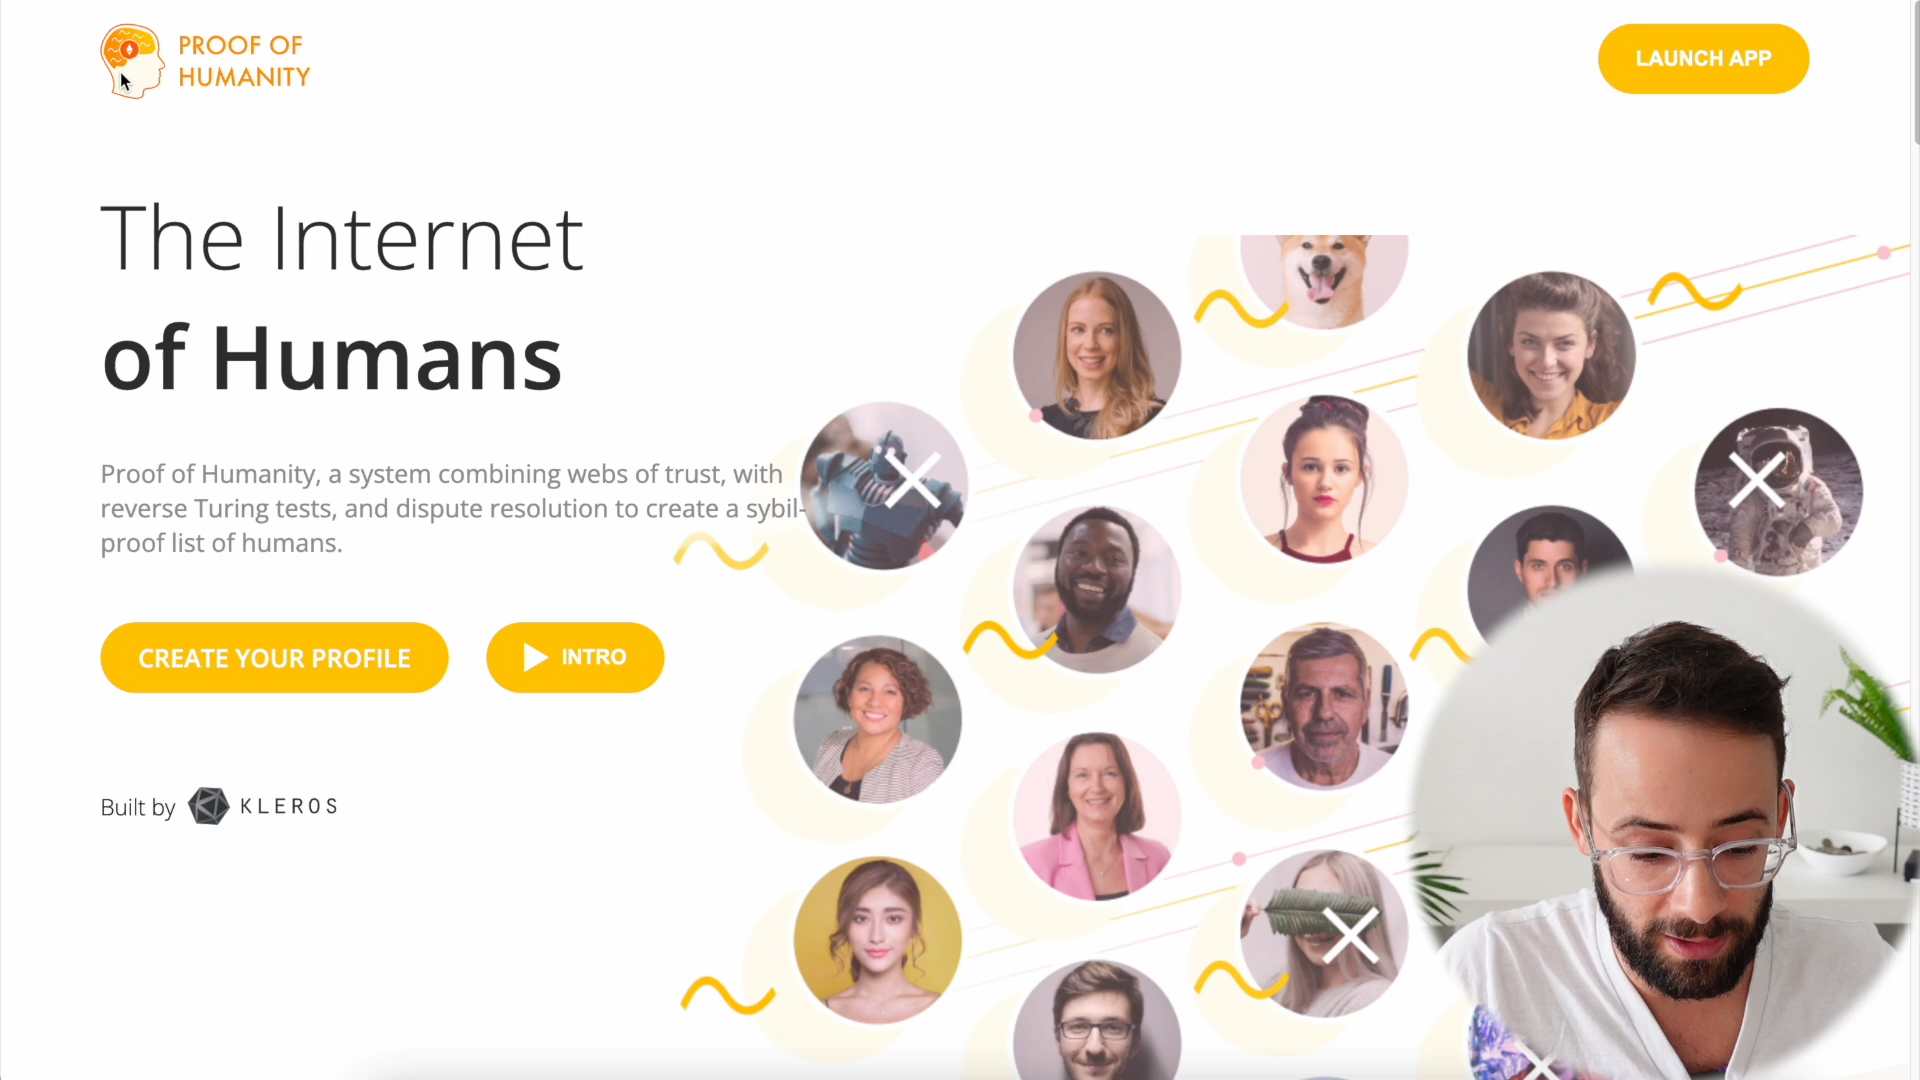 PROOF OF
HUMANITY
LAUNCH APP
The Internet
of Humans
Proof of Humanity, a system combining webs of trust, with
reverse Turing tests, and dispute resolution to create a sybil-
proof list of humans.
CREATE YOUR PROFILE
INTRO
Built by KLEROS